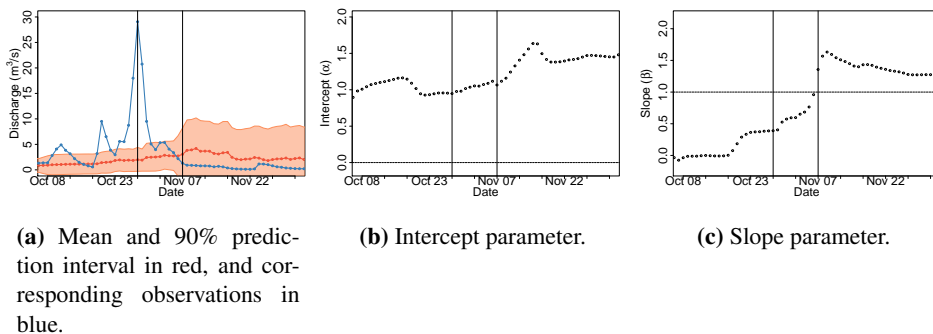 30
25
20
15
10
5
0
Discharge (m³/s)
Oct 08
Oct 23
Nov 07
Nov 22
Date
2.0
1.5
1.0
0.5
0.0
Intercept (α)
Oct 08
Oct 23
Nov 07
Nov 22
Date
2.0
1.5
1.0
0.5
0.0
Slope (β)
Oct 08
Oct 23
Nov 07
Nov 22
Date
(a) Mean and 90% predic-
tion interval in red, and cor-
responding observations in
blue.
(b) Intercept parameter.
(c) Slope parameter.